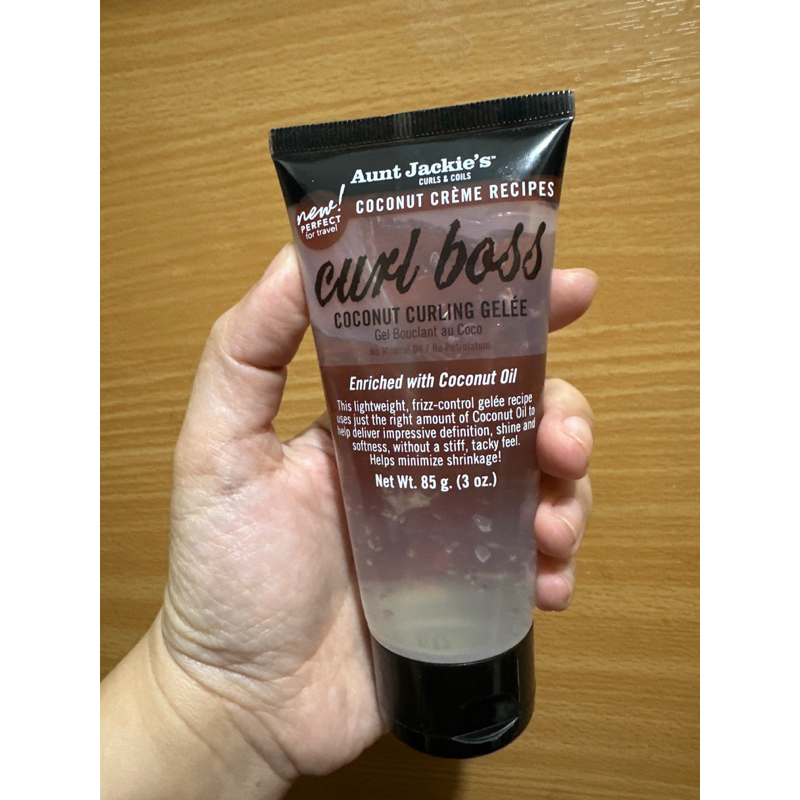 Aunt Jackie's™
CURLS & COILS
COCONUT CRÈME RECIPES
new!
PERFECT
for travel
curl boss
COCONUT CURLING GELÉE
Gel Bouclant au Coco
No Mineral Oil / No Petrolatum
Enriched with Coconut Oil
This lightweight, frizz-control gelée recipe
uses just the right amount of Coconut Oil to
help deliver impressive definition, shine and
softness, without a stiff, tacky feel.
Helps minimize shrinkage!
Net Wt. 85 g. (3 oz.)